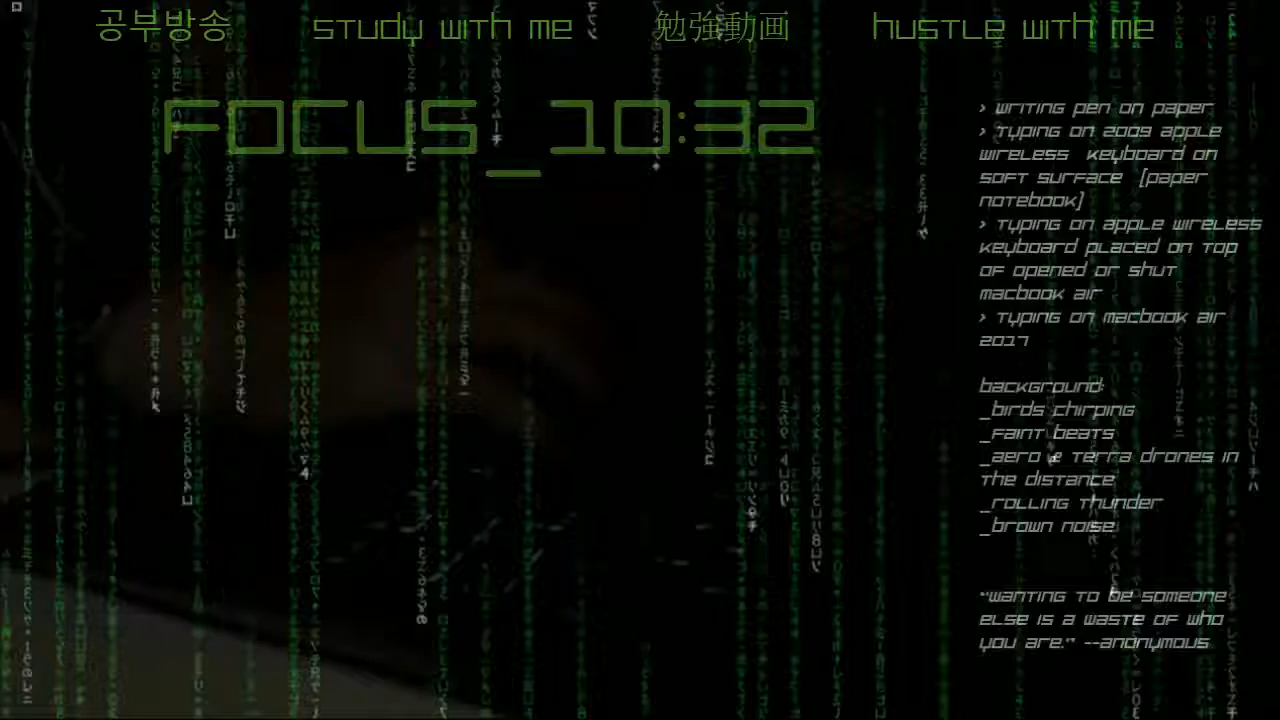 공부방송 study with me 勉強動画 hustle with me
FOCUS_10:32
> writing pen on paper
> typing on 2009 apple
wireless keyboard on
soft surface [paper
notebook]
> typing on apple wireless
keyboard placed on top
of opened or shut
macbook air
> typing on macbook air
2017
background:
_birds chirping
_faint beats
_aero & terra drones in
the distance
_rolling thunder
_brown noise
"wanting to be someone
else is a waste of who
you are." --anonymous